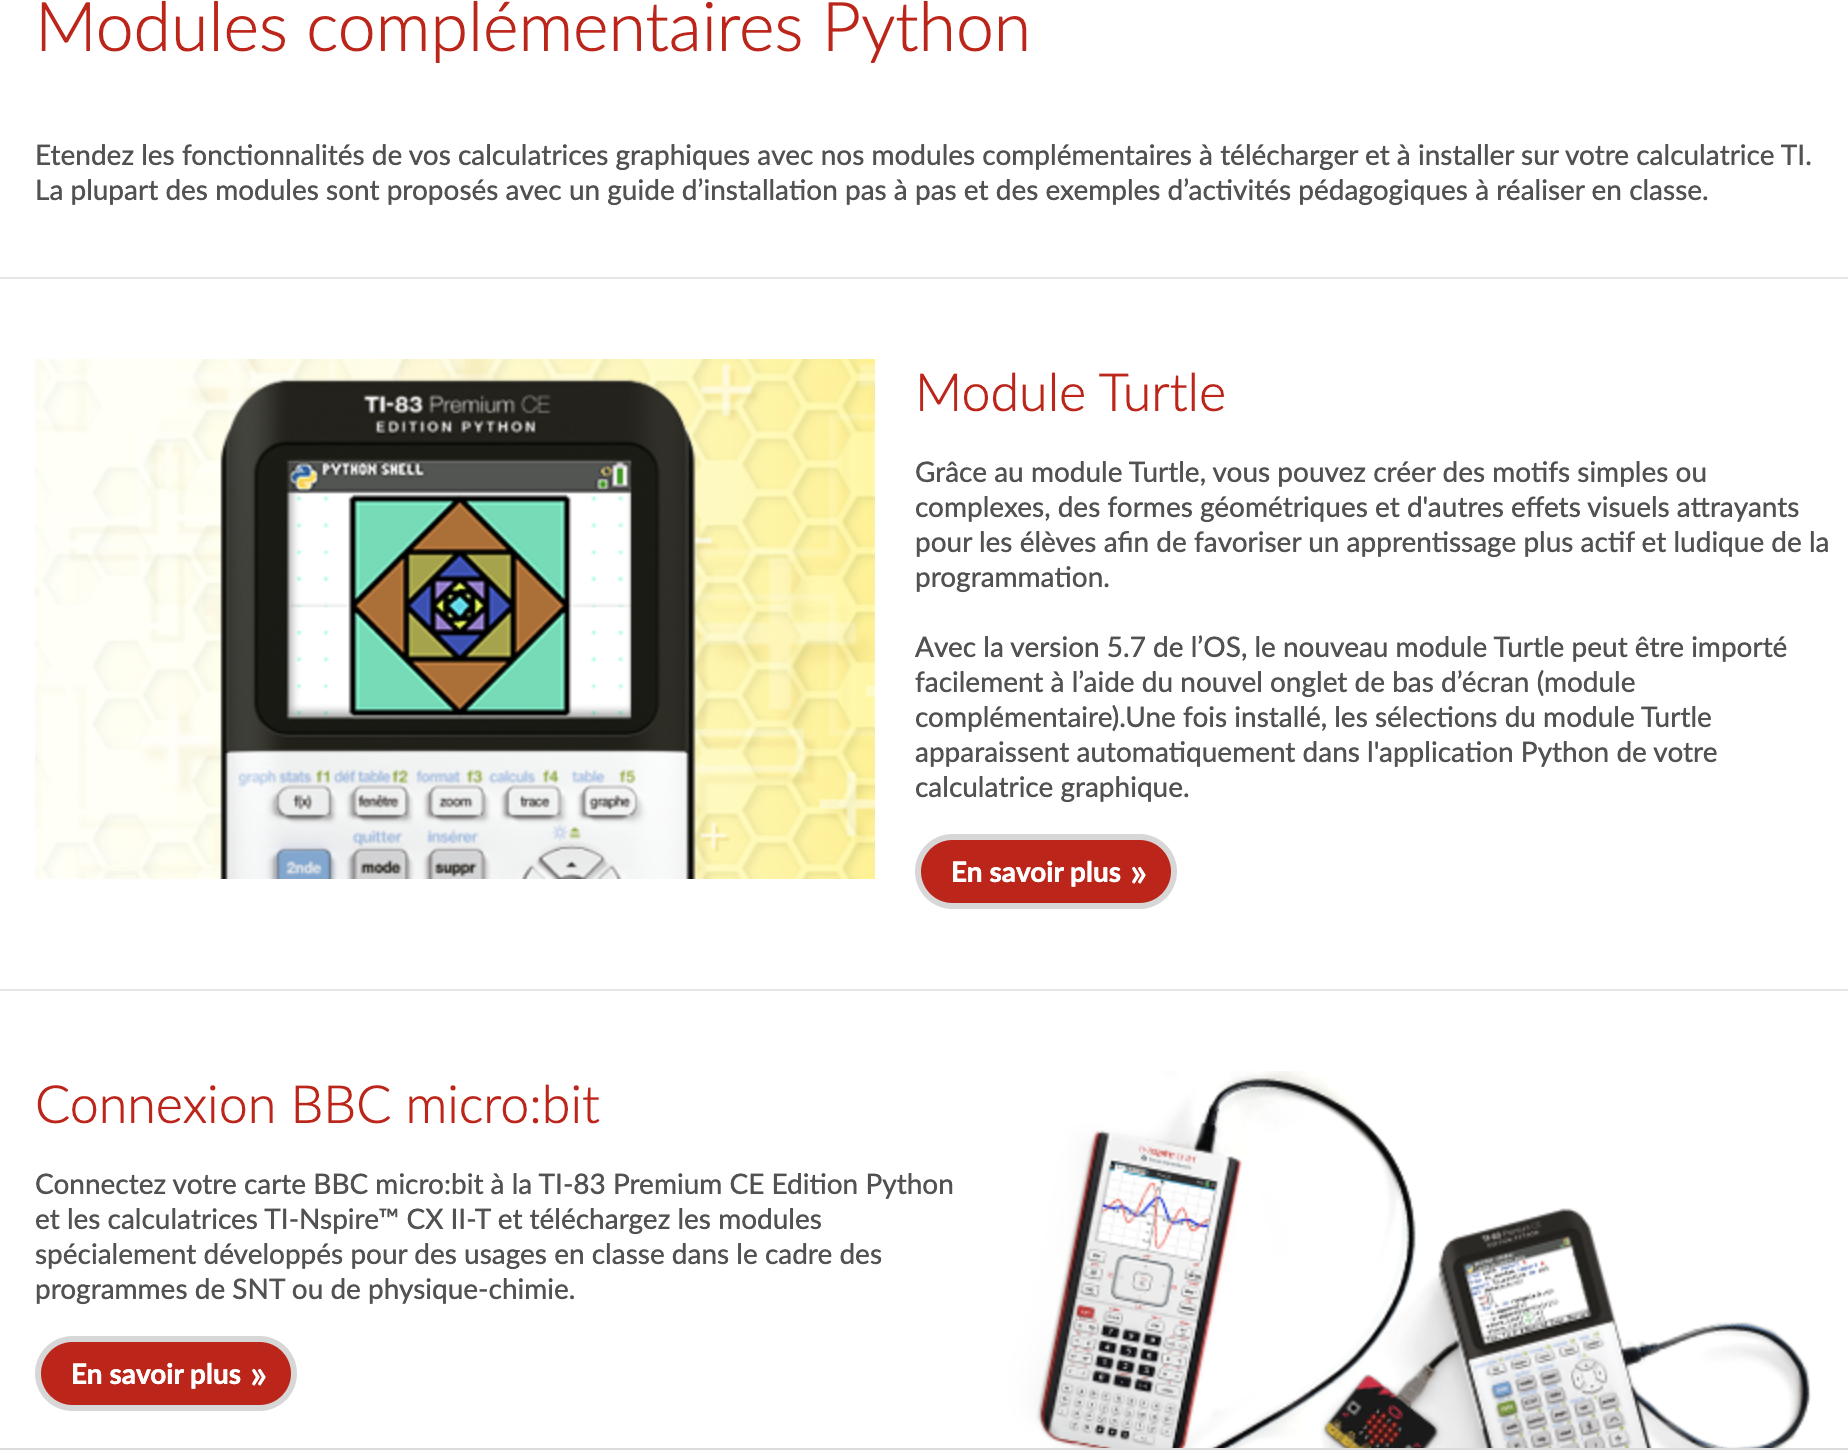 Modules complémentaires Python
Etendez les fonctionnalités de vos calculatrices graphiques avec nos modules complémentaires à télécharger et à installer sur votre calculatrice TI.
La plupart des modules sont proposés avec un guide d’installation pas à pas et des exemples d’activités pédagogiques à réaliser en classe.
TI-83 Premium CE
EDITION PYTHON
PYTHON SHELL
graph stats f1 déf table f2 format f3 calculs f4 table f5
f(x) fenêtre zoom trace graphe
quitter insérer
2nde mode suppr
Module Turtle
Grâce au module Turtle, vous pouvez créer des motifs simples ou
complexes, des formes géométriques et d'autres effets visuels attrayants
pour les élèves afin de favoriser un apprentissage plus actif et ludique de la
programmation.
Avec la version 5.7 de l’OS, le nouveau module Turtle peut être importé
facilement à l’aide du nouvel onglet de bas d’écran (module
complémentaire).Une fois installé, les sélections du module Turtle
apparaissent automatiquement dans l'application Python de votre
calculatrice graphique.
En savoir plus »
Connexion BBC micro:bit
Connectez votre carte BBC micro:bit à la TI-83 Premium CE Edition Python
et les calculatrices TI-Nspire™ CX II-T et téléchargez les modules
spécialement développés pour des usages en classe dans le cadre des
programmes de SNT ou de physique-chimie.
En savoir plus »